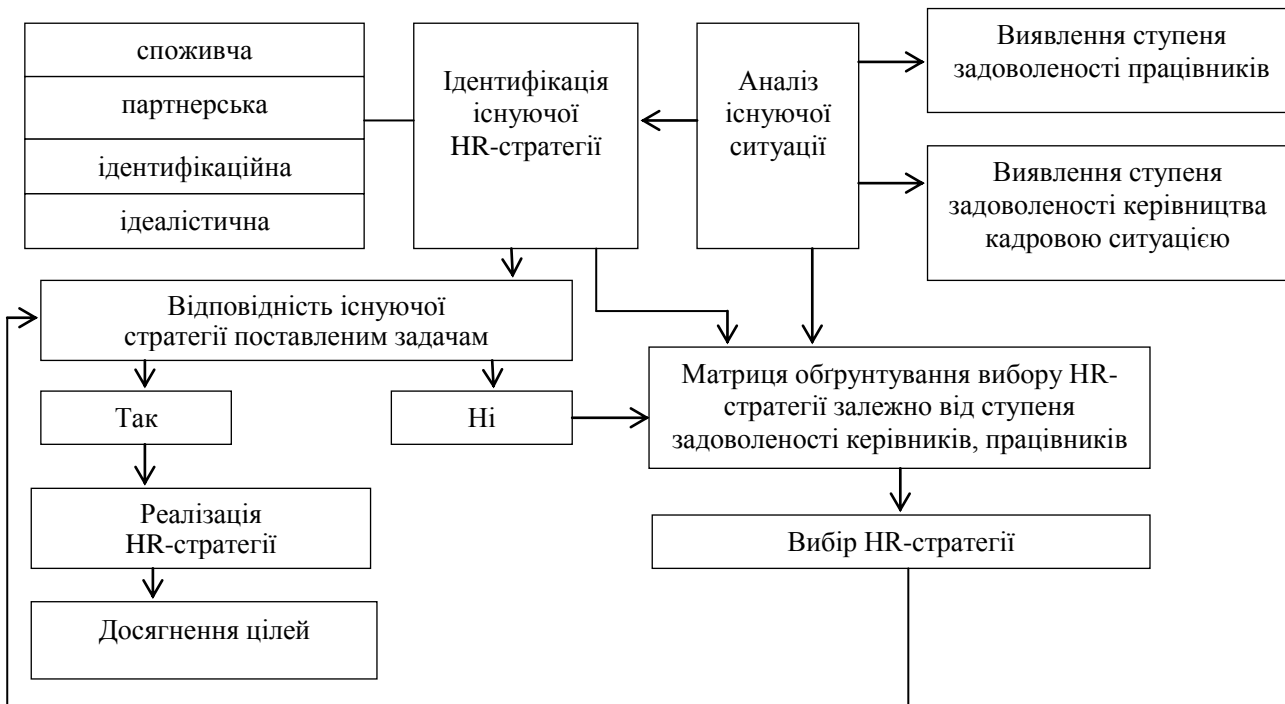 споживча
партнерська
ідентифікаційна
ідеалістична
Ідентифікація
існуючої
HR-стратегії
Аналіз
існуючої
ситуації
Виявлення ступеня
задоволеності працівників
Виявлення ступеня
задоволеності керівництва
кадровою ситуацією
Відповідність існуючої
стратегії поставленим задачам
Так
Ні
Матриця обґрунтування вибору HR-
стратегії залежно від ступеня
задоволеності керівників, працівників
Реалізація
HR-стратегії
Вибір HR-стратегії
Досягнення цілей